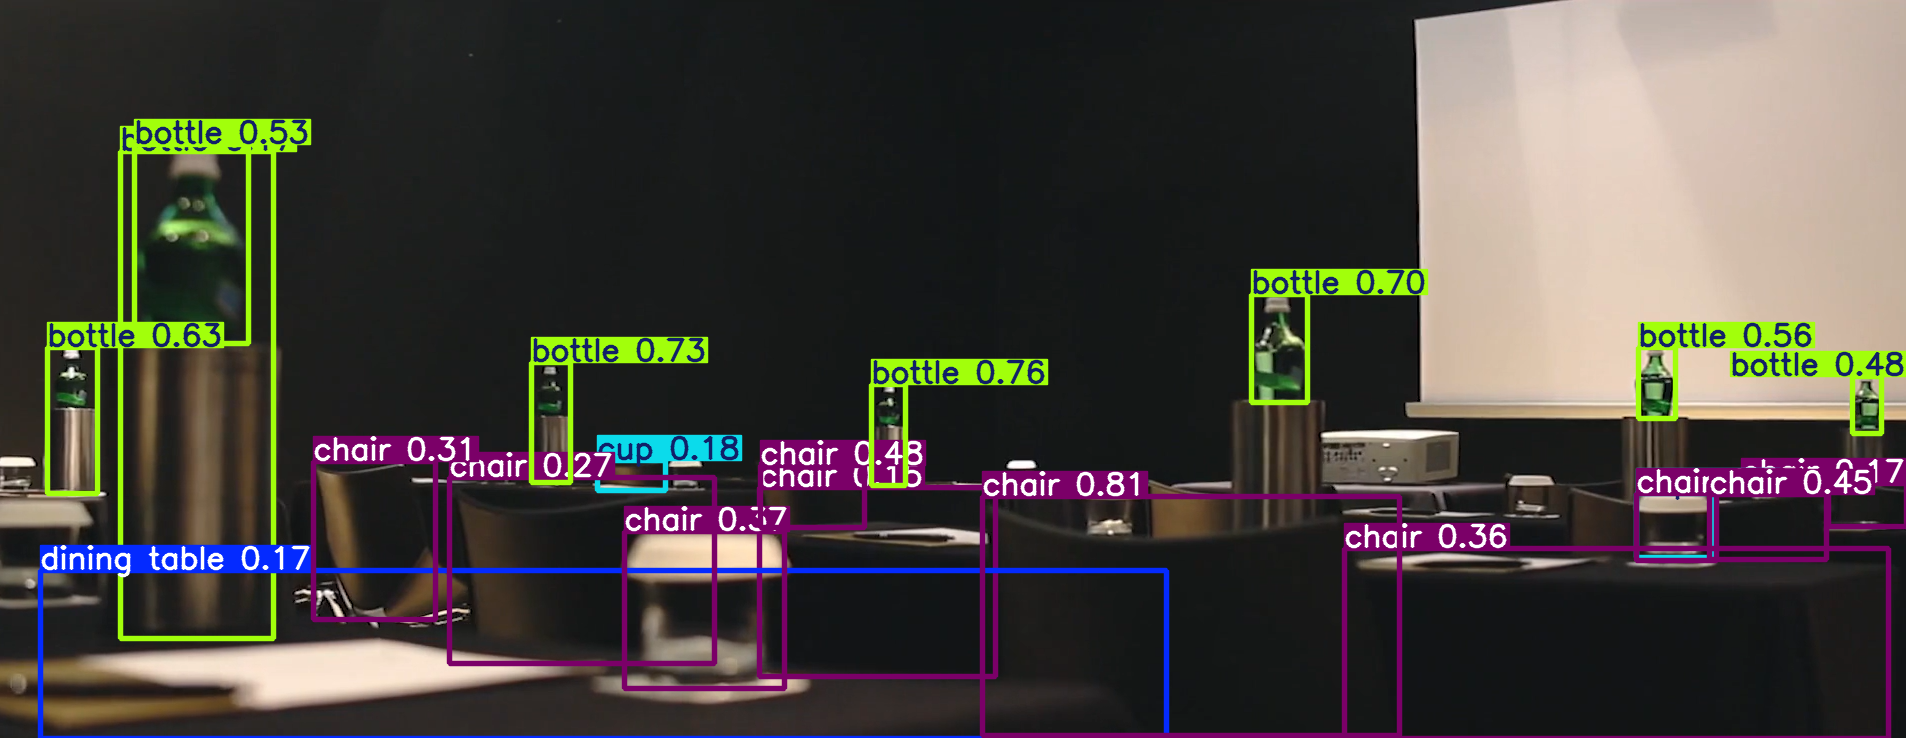 bottle 0.53
bottle 0.70
bottle 0.63
bottle 0.73
bottle 0.76
bottle 0.56
bottle 0.48
chair 0.31
chair 0.27
cup 0.18
chair 0.48
chair
chair 0.81
chair 0.45
chair 0.37
chair 0.36
dining table 0.17